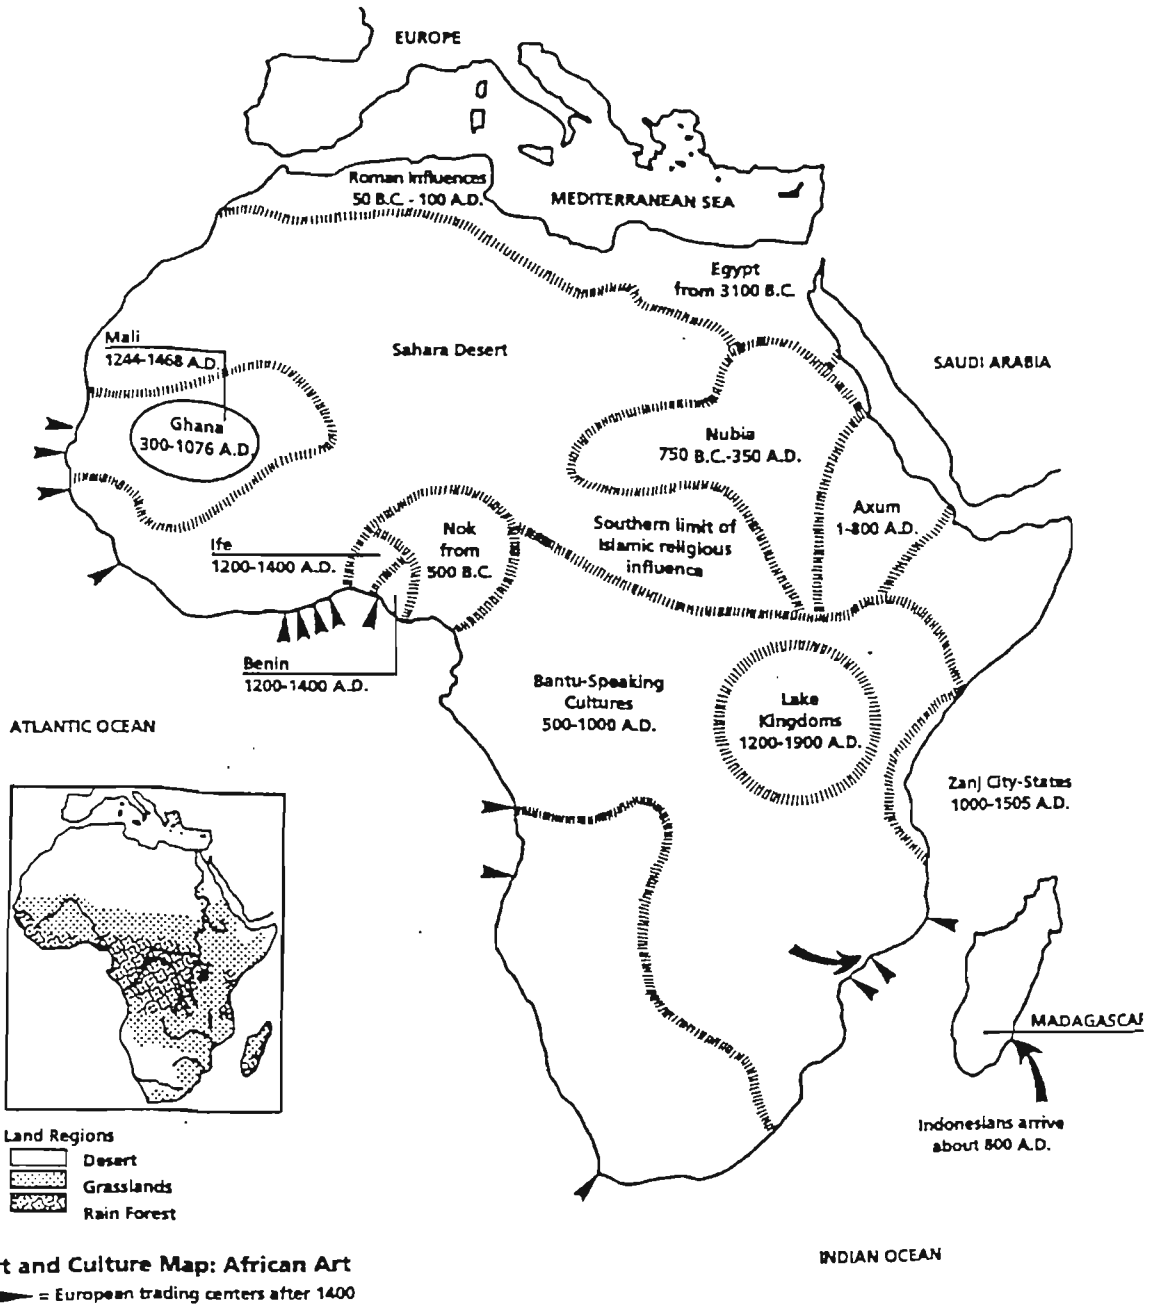 EUROPE
Roman Influences
50 B.C. - 100 A.D.
MEDITERRANEAN SEA
Egypt
from 3100 B.C.
Mali
1244-1468 A.D.
Sahara Desert
SAUDI ARABIA
Ghana
300-1076 A.D.
Nubia
750 B.C.-350 A.D.
Axum
1-800 A.D.
Nok
from
500 B.C.
Southern limit of
Islamic religious
influence
Ife
1200-1400 A.D.
Benin
1200-1400 A.D.
Bantu-Speaking
Cultures
500-1000 A.D.
Lake
Kingdoms
1200-1900 A.D.
ATLANTIC OCEAN
Zanj City-States
1000-1505 A.D.
MADAGASCAR
Indonesians arrive
about 800 A.D.
Land Regions
Desert
Grasslands
Rain Forest
INDIAN OCEAN
rt and Culture Map: African Art
= European trading centers after 1400